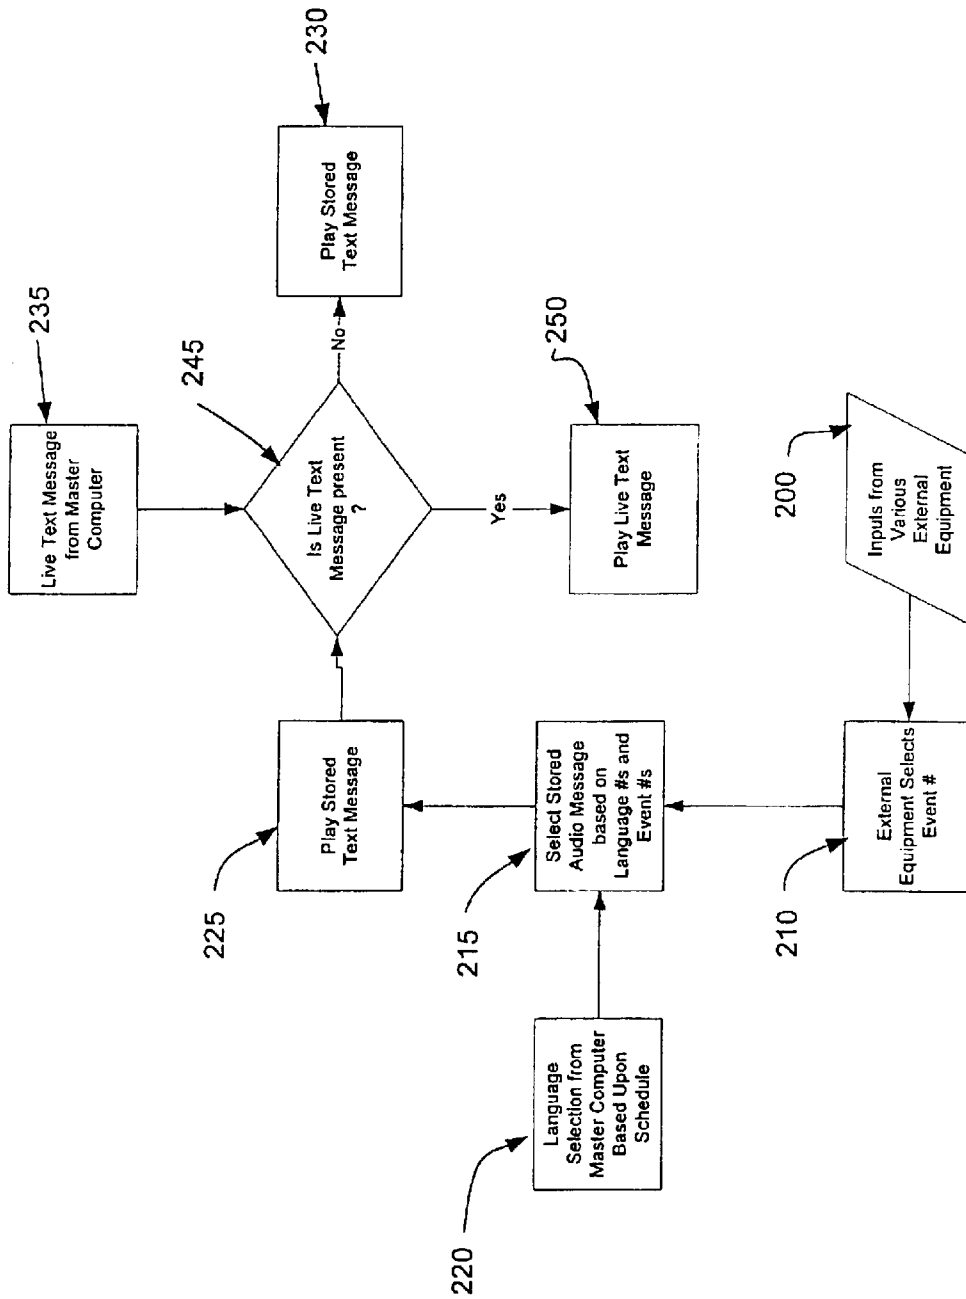 Live Text Message
from Master
Computer
235
245
225
Play Stored
Text Message
Is Live Text
Message present
?
No
Play Stored
Text Message
230
Yes
220
Language
Selection from
Master Computer
Based Upon
Schedule
215
Select Stored
Audio Message
based on
Language #s and
Event #s
Play Live Text
Message
250
210
External
Equipment Selects
Event #
200
Inputs from
Various
External
Equipment